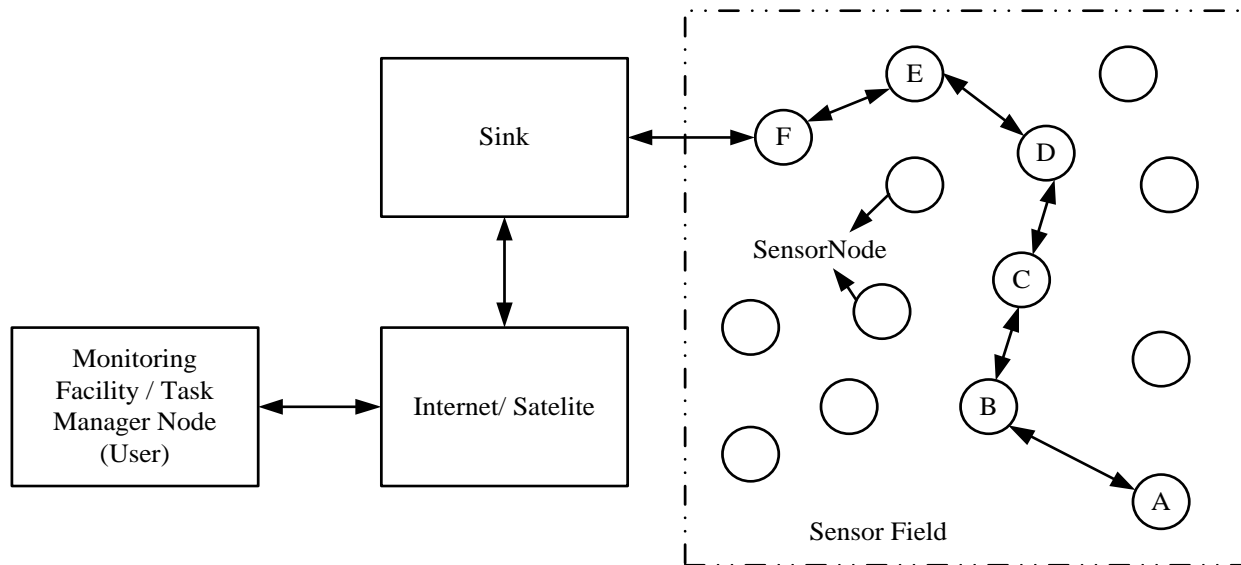 E
Sink
F
D
SensorNode
C
Monitoring
Facility / Task
Manager Node
(User)
Internet/ Satelite
B
A
Sensor Field